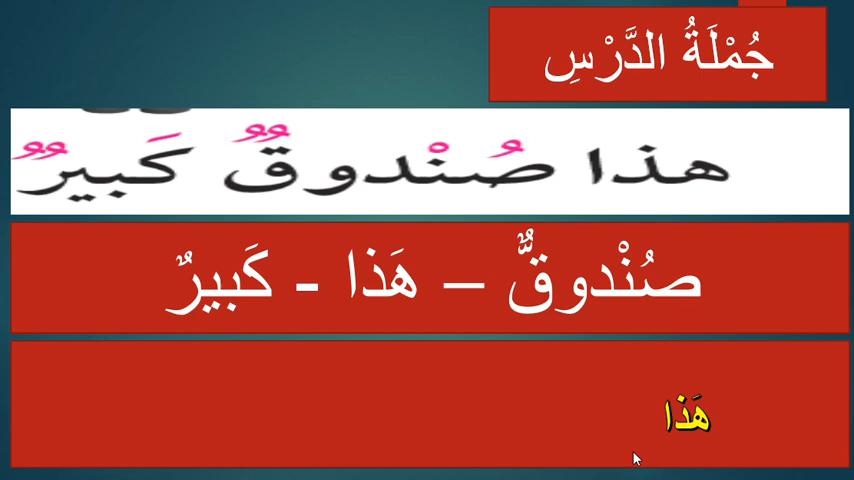 جُمْلَةُ الدَّرْسِ
هذا صُنْدوقٌ كَبيرٌ
صُنْدوقٌّ – هَذا - كَبيرٌ
هَذا